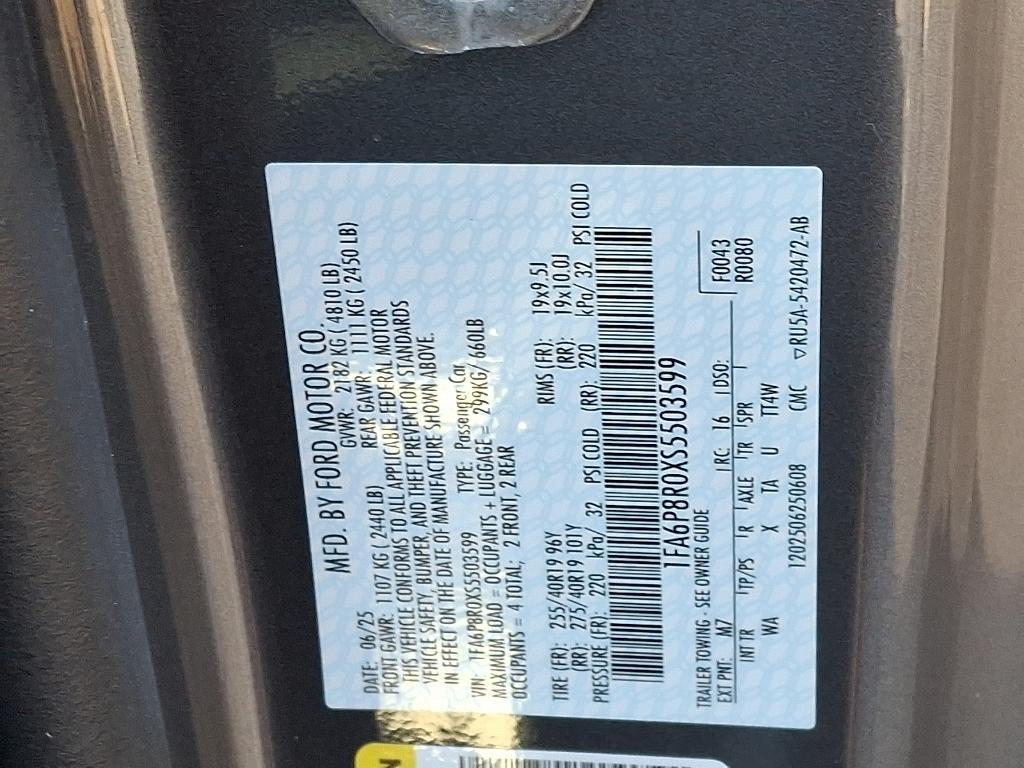 MFD. BY FORD MOTOR CO.
DATE: 06/25 GVWR: 2182 KG ( 4810 LB)
FRONT GAWR: 1107 KG ( 2440 LB) REAR GAWR: 1111 KG ( 2450 LB)
THIS VEHICLE CONFORMS TO ALL APPLICABLE FEDERAL MOTOR
VEHICLE SAFETY, BUMPER, AND THEFT PREVENTION STANDARDS
IN EFFECT ON THE DATE OF MANUFACTURE SHOWN ABOVE.
VIN: 1FA6P8R0XS5503599 TYPE: Passenger Car
MAXIMUM LOAD = OCCUPANTS + LUGGAGE = 299KG/ 660LB
OCCUPANTS = 4 TOTAL; 2 FRONT, 2 REAR
TIRE (FR): 255/40R19 96Y RIMS (FR): 19x9.5J
(RR): 275/40R19 101Y (RR): 19x10.0J
PRESSURE (FR): 220 kPa/ 32 PSI COLD (RR): 220 kPa/ 32 PSI COLD
1FA6P8R0XS5503599
TRAILER TOWING - SEE OWNER GUIDE
EXT PNT: M7 RC: 16 DSO: F0043
R0080
INTR TP/PS R AXLE TR SPR
WA X TA U TT4W
1202506250608 CMC ▽RU5A-5420472-AB
N